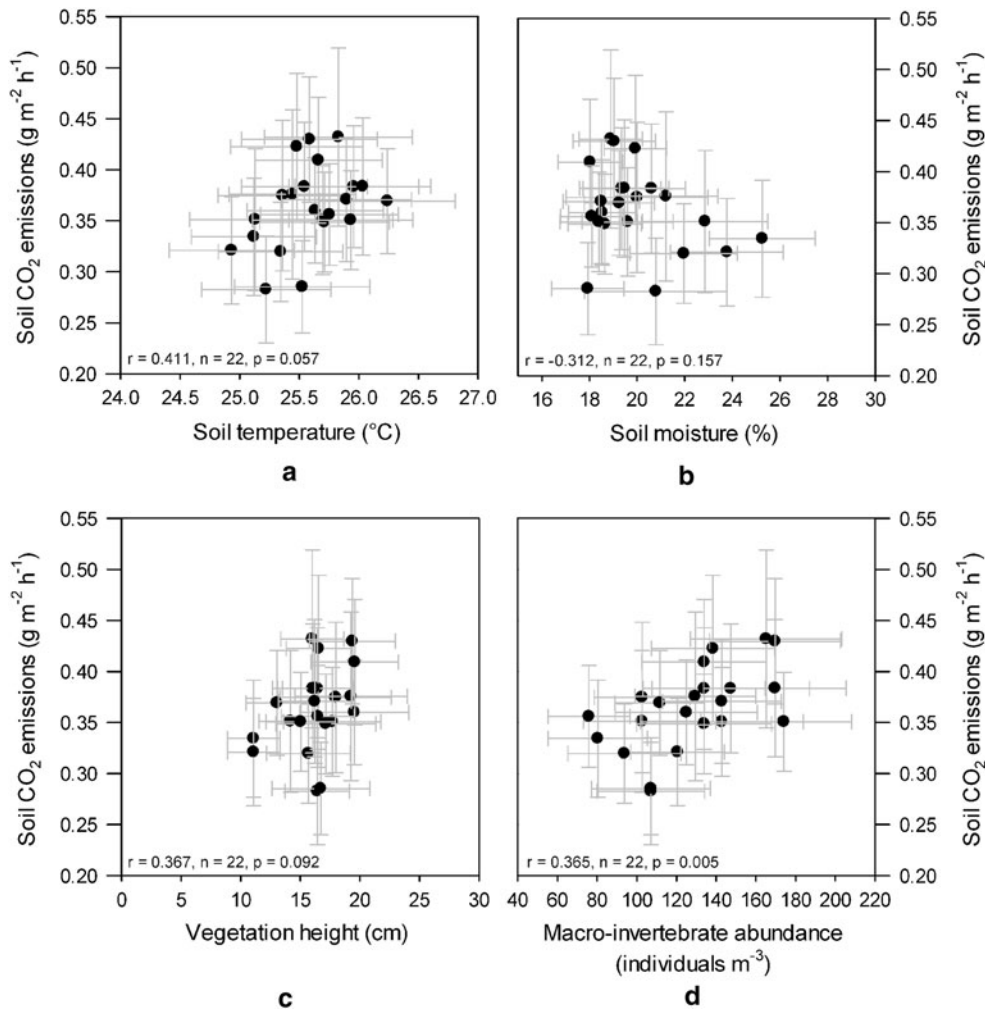 0.55
0.50
0.45
0.40
0.35
0.30
0.25
0.20
Soil CO₂ emissions (g m⁻² h⁻¹)
r = 0.411, n = 22, p = 0.057
24.0 24.5 25.0 25.5 26.0 26.5 27.0
Soil temperature (°C)
a
0.55
0.50
0.45
0.40
0.35
0.30
0.25
0.20
Soil CO₂ emissions (g m⁻² h⁻¹)
r = -0.312, n = 22, p = 0.157
16 18 20 22 24 26 28 30
Soil moisture (%)
b
0.55
0.50
0.45
0.40
0.35
0.30
0.25
0.20
Soil CO₂ emissions (g m⁻² h⁻¹)
r = 0.367, n = 22, p = 0.092
0 5 10 15 20 25 30
Vegetation height (cm)
c
0.55
0.50
0.45
0.40
0.35
0.30
0.25
0.20
Soil CO₂ emissions (g m⁻² h⁻¹)
r = 0.365, n = 22, p = 0.005
40 60 80 100 120 140 160 180 200 220
Macro-invertebrate abundance
(individuals m⁻³)
d